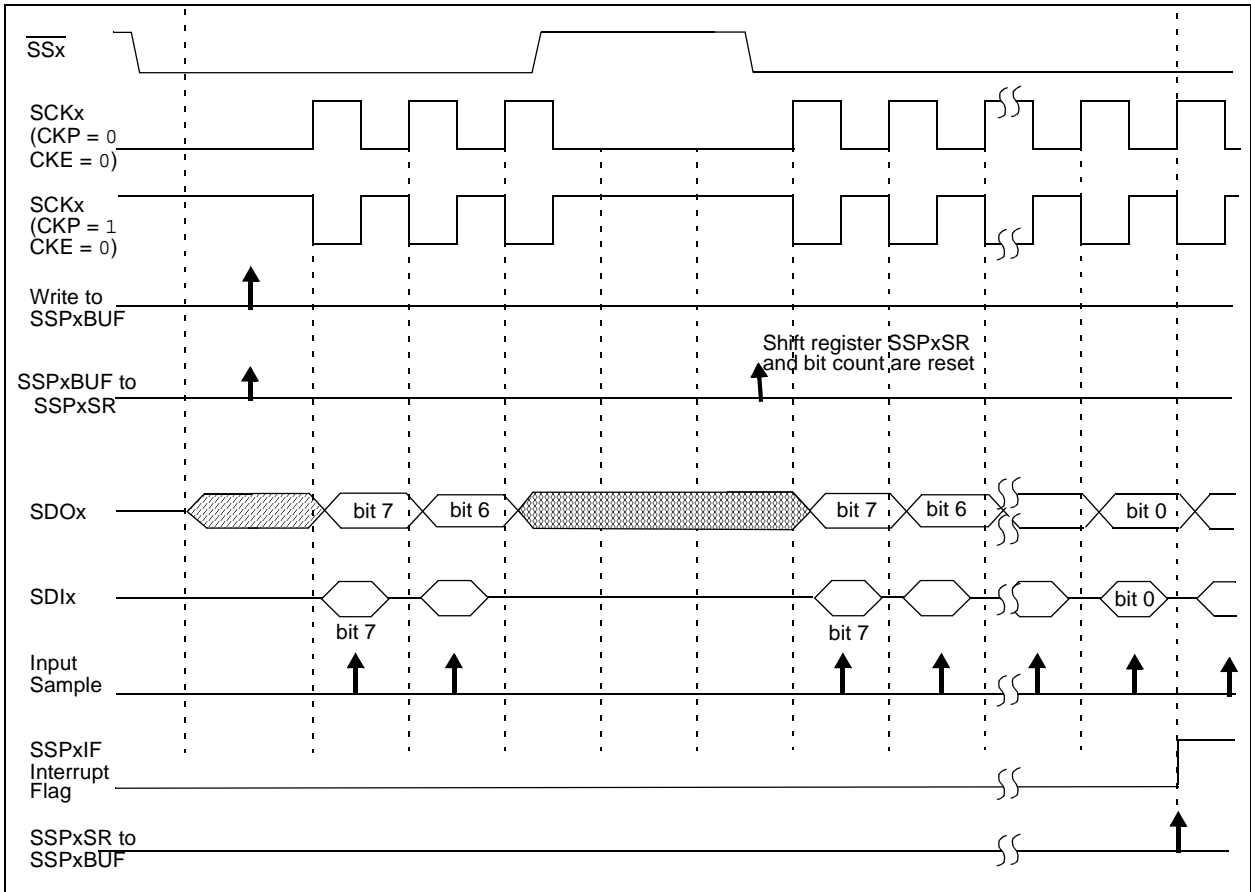 SSx
SCKx
(CKP = 0
CKE = 0)
SCKx
(CKP = 1
CKE = 0)
Write to
SSPxBUF
Shift register SSPxSR
and bit count are reset
SSPxBUF to
SSPxSR
SDOx
bit 7
bit 6
bit 7
bit 6
bit 0
SDIx
bit 0
bit 7
bit 7
Input
Sample
SSPxIF
Interrupt
Flag
SSPxSR to
SSPxBUF